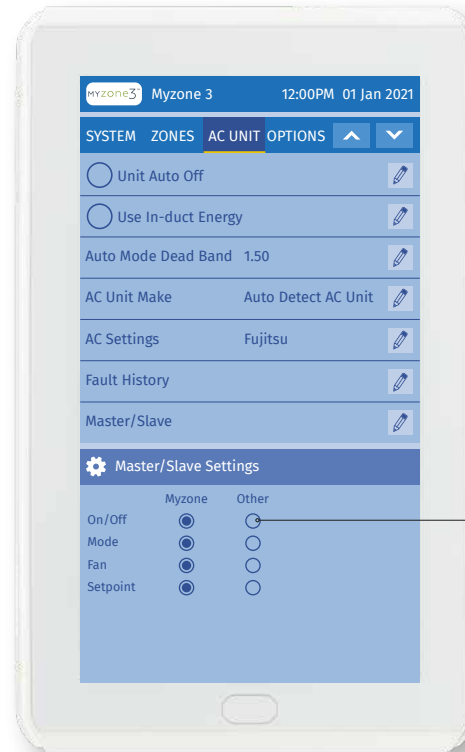 MYZONE3™ Myzone 3 12:00PM 01 Jan 2021
SYSTEM ZONES AC UNIT OPTIONS
Unit Auto Off
Use In-duct Energy
Auto Mode Dead Band 1.50
AC Unit Make Auto Detect AC Unit
AC Settings Fujitsu
Fault History
Master/Slave
Master/Slave Settings
Myzone Other
On/Off
Mode
Fan
Setpoint